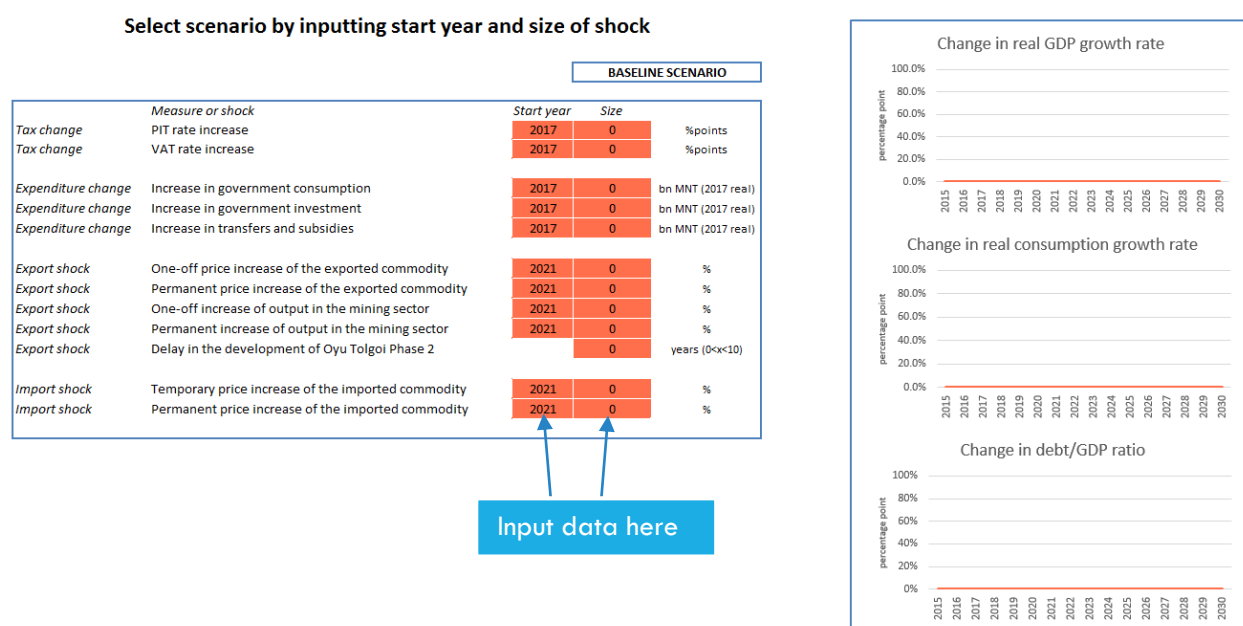 Select scenario by inputting start year and size of shock
BASELINE SCENARIO
Measure or shock Start year Size
Tax change PIT rate increase 2017 0 %points
Tax change VAT rate increase 2017 0 %points
Expenditure change Increase in government consumption 2017 0 bn MNT (2017 real)
Expenditure change Increase in government investment 2017 0 bn MNT (2017 real)
Expenditure change Increase in transfers and subsidies 2017 0 bn MNT (2017 real)
Export shock One-off price increase of the exported commodity 2021 0 %
Export shock Permanent price increase of the exported commodity 2021 0 %
Export shock One-off increase of output in the mining sector 2021 0 %
Export shock Permanent increase of output in the mining sector 2021 0 %
Export shock Delay in the development of Oyu Tolgoi Phase 2 0 years (0<x<10)
Import shock Temporary price increase of the imported commodity 2021 0 %
Import shock Permanent price increase of the imported commodity 2021 0 %
Input data here
Change in real GDP growth rate
percentage point
100.0%
80.0%
60.0%
40.0%
20.0%
0.0%
2015 2016 2017 2018 2019 2020 2021 2022 2023 2024 2025 2026 2027 2028 2029 2030
Change in real consumption growth rate
percentage point
100.0%
80.0%
60.0%
40.0%
20.0%
0.0%
2015 2016 2017 2018 2019 2020 2021 2022 2023 2024 2025 2026 2027 2028 2029 2030
Change in debt/GDP ratio
percentage point
100%
80%
60%
40%
20%
0%
2015 2016 2017 2018 2019 2020 2021 2022 2023 2024 2025 2026 2027 2028 2029 2030